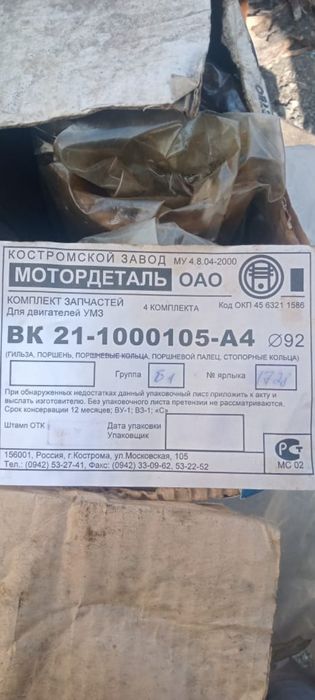 КОСТРОМСКОЙ ЗАВОД МУ 4.8.04-2000
МОТОРДЕТАЛЬ ОАО
КОМПЛЕКТ ЗАПЧАСТЕЙ 4 КОМПЛЕКТА Код ОКП 45 6321 1586
Для двигателей УМЗ
ВК 21-1000105-А4 ∅92
(ГИЛЬЗА, ПОРШЕНЬ, ПОРШНЕВЫЕ КОЛЬЦА, ПОРШНЕВОЙ ПАЛЕЦ, СТОПОРНЫЕ КОЛЬЦА)
Группа Б1 № ярлыка 1728
При обнаруженных недостатках данный упаковочный лист приложить к акту и
выслать изготовителю. Без упаковочного листа претензии не рассматриваются.
Срок консервации 12 месяцев; ВУ-1; ВЗ-1; «С»
Штамп ОТК Дата упаковки
Упаковщик
156001, Россия, г.Кострома, ул.Московская, 105
Тел.: (0942) 53-27-41, Факс: (0942) 33-09-62, 53-22-52
РС
МС 02